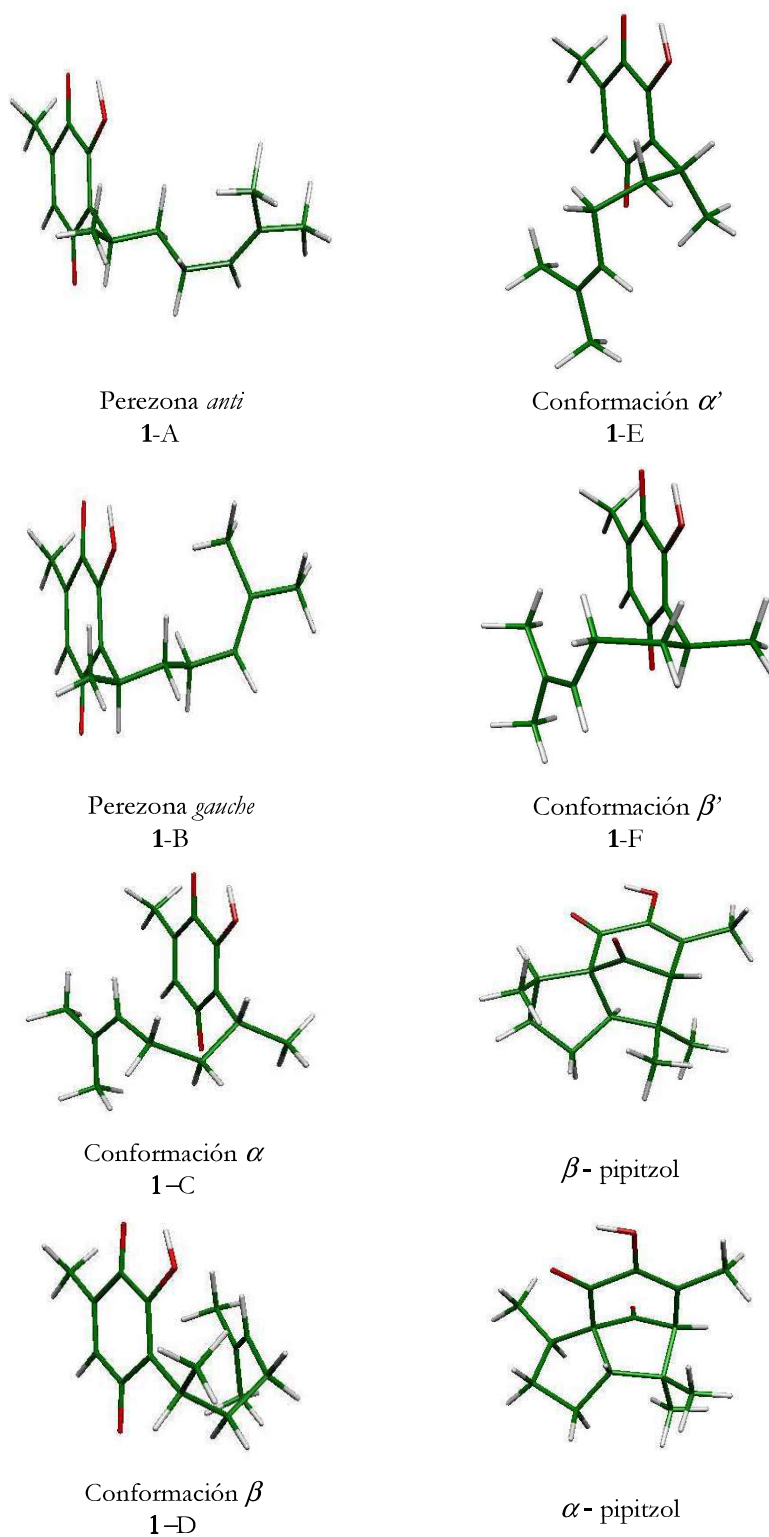 Perezona anti
1-A
Conformación α’
1-E
Perezona gauche
1-B
Conformación β’
1-F
Conformación α
1–C
β- pipitzol
Conformación β
1–D
α- pipitzol